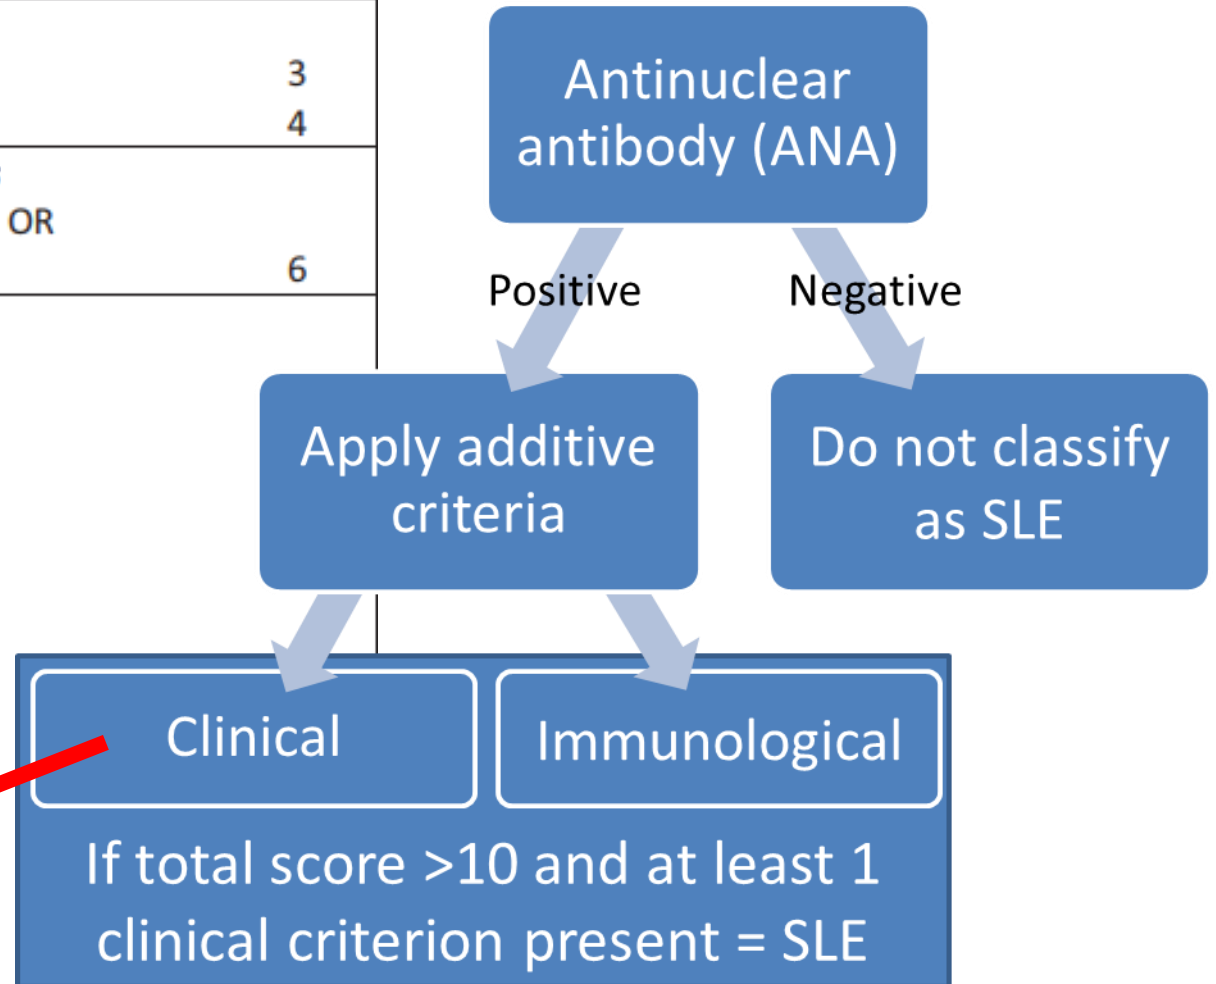 3
4
OR
6
Antinuclear
antibody (ANA)
Positive
Negative
Apply additive
criteria
Do not classify
as SLE
Clinical
Immunological
If total score >10 and at least 1
clinical criterion present = SLE